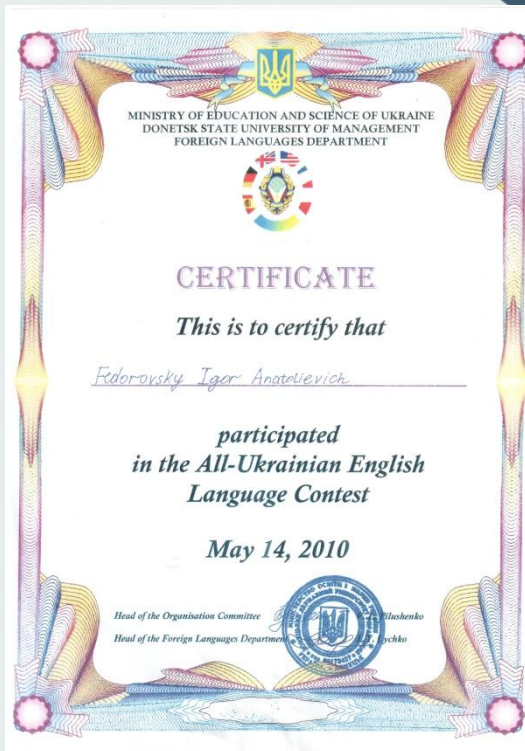 MINISTRY OF EDUCATION AND SCIENCE OF UKRAINE
DONETSK STATE UNIVERSITY OF MANAGEMENT
FOREIGN LANGUAGES DEPARTMENT
CERTIFICATE
This is to certify that
Fedorovsky Igor Anatolievich
participated
in the All-Ukrainian English
Language Contest
May 14, 2010
Head of the Organisation Committee Pilushenko
Head of the Foreign Languages Department